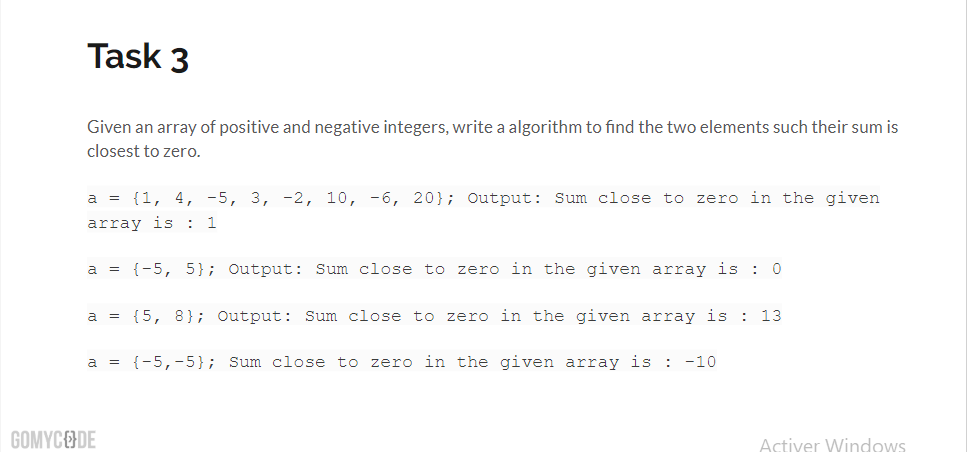 Task 3
Given an array of positive and negative integers, write a algorithm to find the two elements such their sum is
closest to zero.
a = {1, 4, -5, 3, -2, 10, -6, 20}; Output: Sum close to zero in the given
array is : 1
a = {-5, 5}; Output: Sum close to zero in the given array is : 0
a = {5, 8}; Output: Sum close to zero in the given array is : 13
a = {-5,-5}; Sum close to zero in the given array is : -10
GOMYC{}DE
Activer Windows